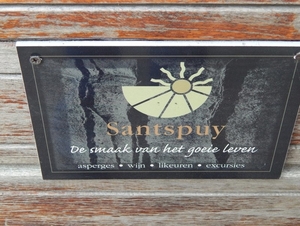 Santspuy
De smaak van het goeie leven
asperges • wijn • likeuren • excursies